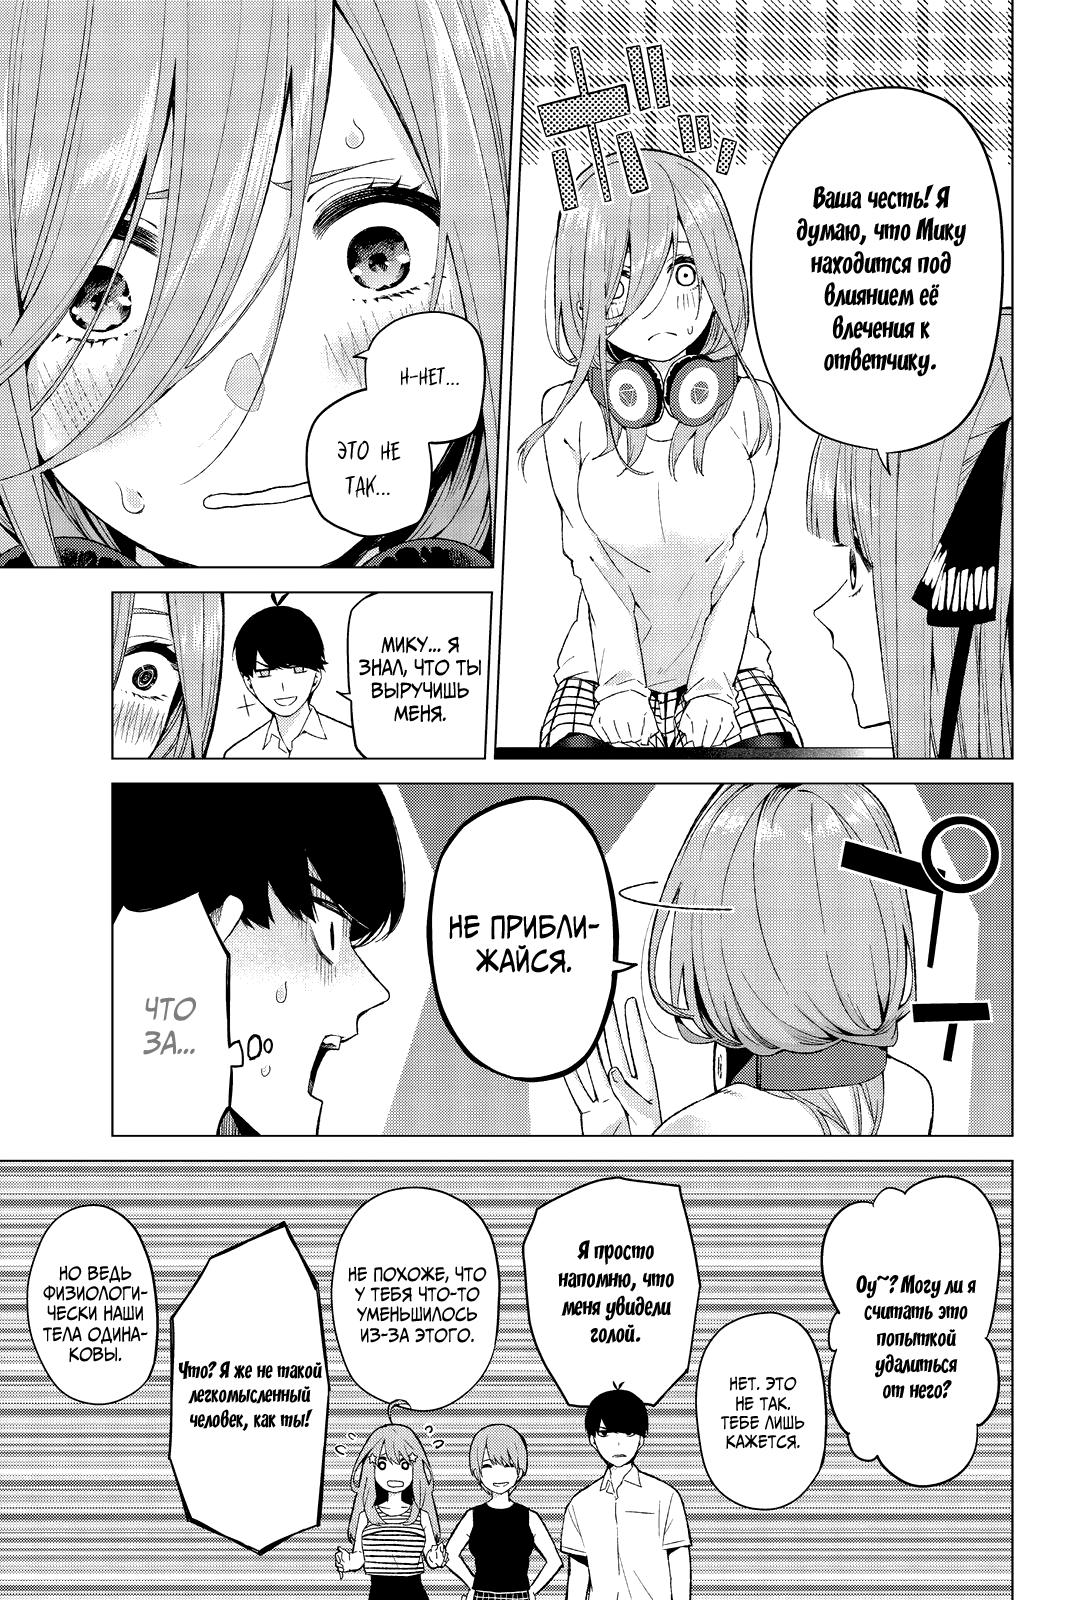 Ваша честь! Я
думаю, что Мику
находится под
влиянием её
влечения к
ответчику.
Н-НЕТ...
ЭТО НЕ
ТАК...
МИКУ... Я
ЗНАЛ, ЧТО ТЫ
ВЫРУЧИШЬ
МЕНЯ.
НЕ ПРИБЛИ-
ЖАЙСЯ.
ЧТО
ЗА...
Оу~? Могу ли я
считать это
попыткой
удалиться
от него?
НЕТ. ЭТО
НЕ ТАК.
ТЕБЕ ЛИШЬ
КАЖЕТСЯ.
Я просто
напомню, что
меня увидели
голой.
НЕ ПОХОЖЕ, ЧТО
У ТЕБЯ ЧТО-ТО
УМЕНЬШИЛОСЬ
ИЗ-ЗА ЭТОГО.
Что? Я же не такой
легкомысленный
человек, как ты!
НО ВЕДЬ
ФИЗИОЛОГИ-
ЧЕСКИ НАШИ
ТЕЛА ОДИНА-
КОВЫ.